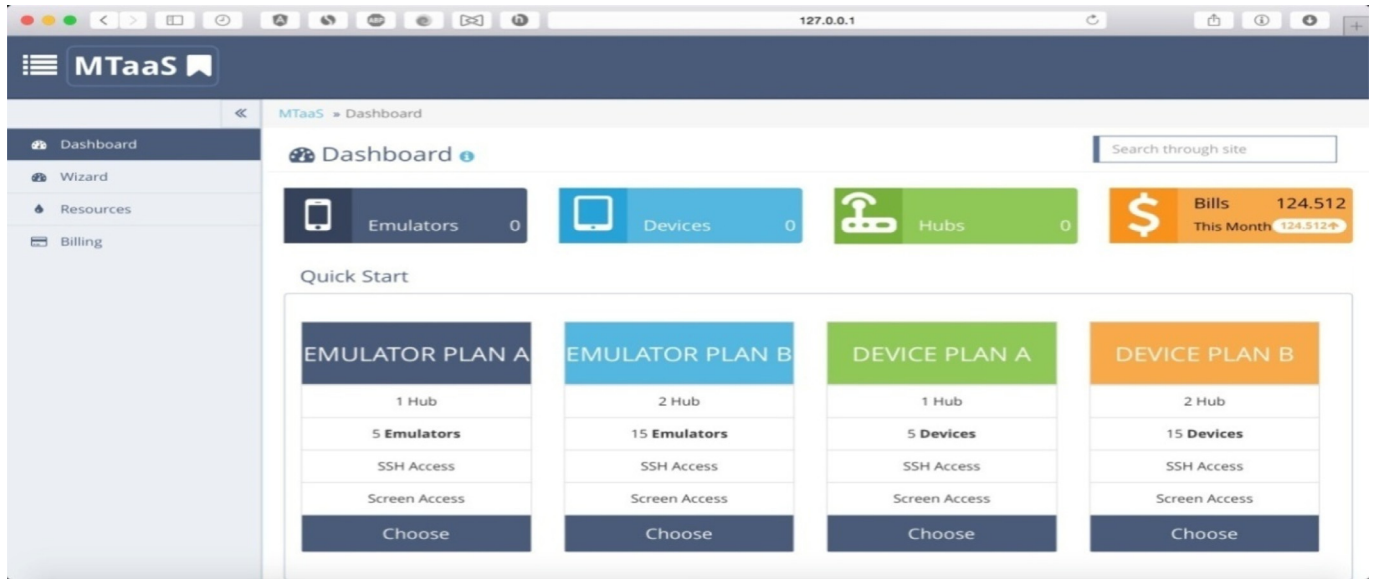 127.0.0.1
MTaaS
MTaaS » Dashboard
Dashboard
Wizard
Resources
Billing
Dashboard
Search through site
Emulators 0
Devices 0
Hubs 0
Bills 124.512
This Month 124.512
Quick Start
EMULATOR PLAN A EMULATOR PLAN B DEVICE PLAN A DEVICE PLAN B
1 Hub 2 Hub 1 Hub 2 Hub
5 Emulators 15 Emulators 5 Devices 15 Devices
SSH Access SSH Access SSH Access SSH Access
Screen Access Screen Access Screen Access Screen Access
Choose Choose Choose Choose